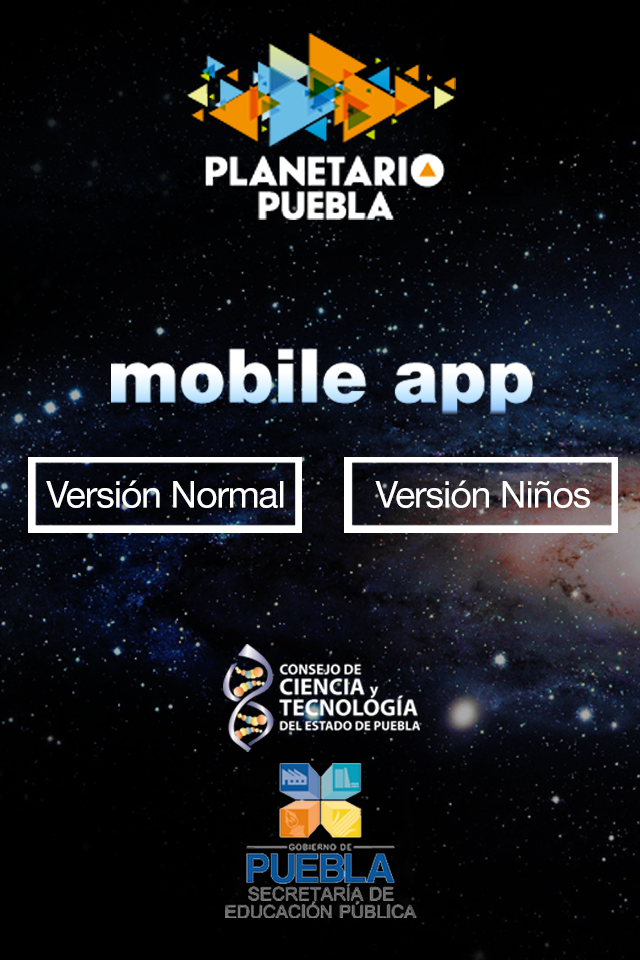 PLANETARIO
PUEBLA
mobile app
Versión Normal
Versión Niños
CONSEJO DE
CIENCIA y
TECNOLOGÍA
DEL ESTADO DE PUEBLA
GOBIERNO DE
PUEBLA
SECRETARÍA DE
EDUCACIÓN PÚBLICA